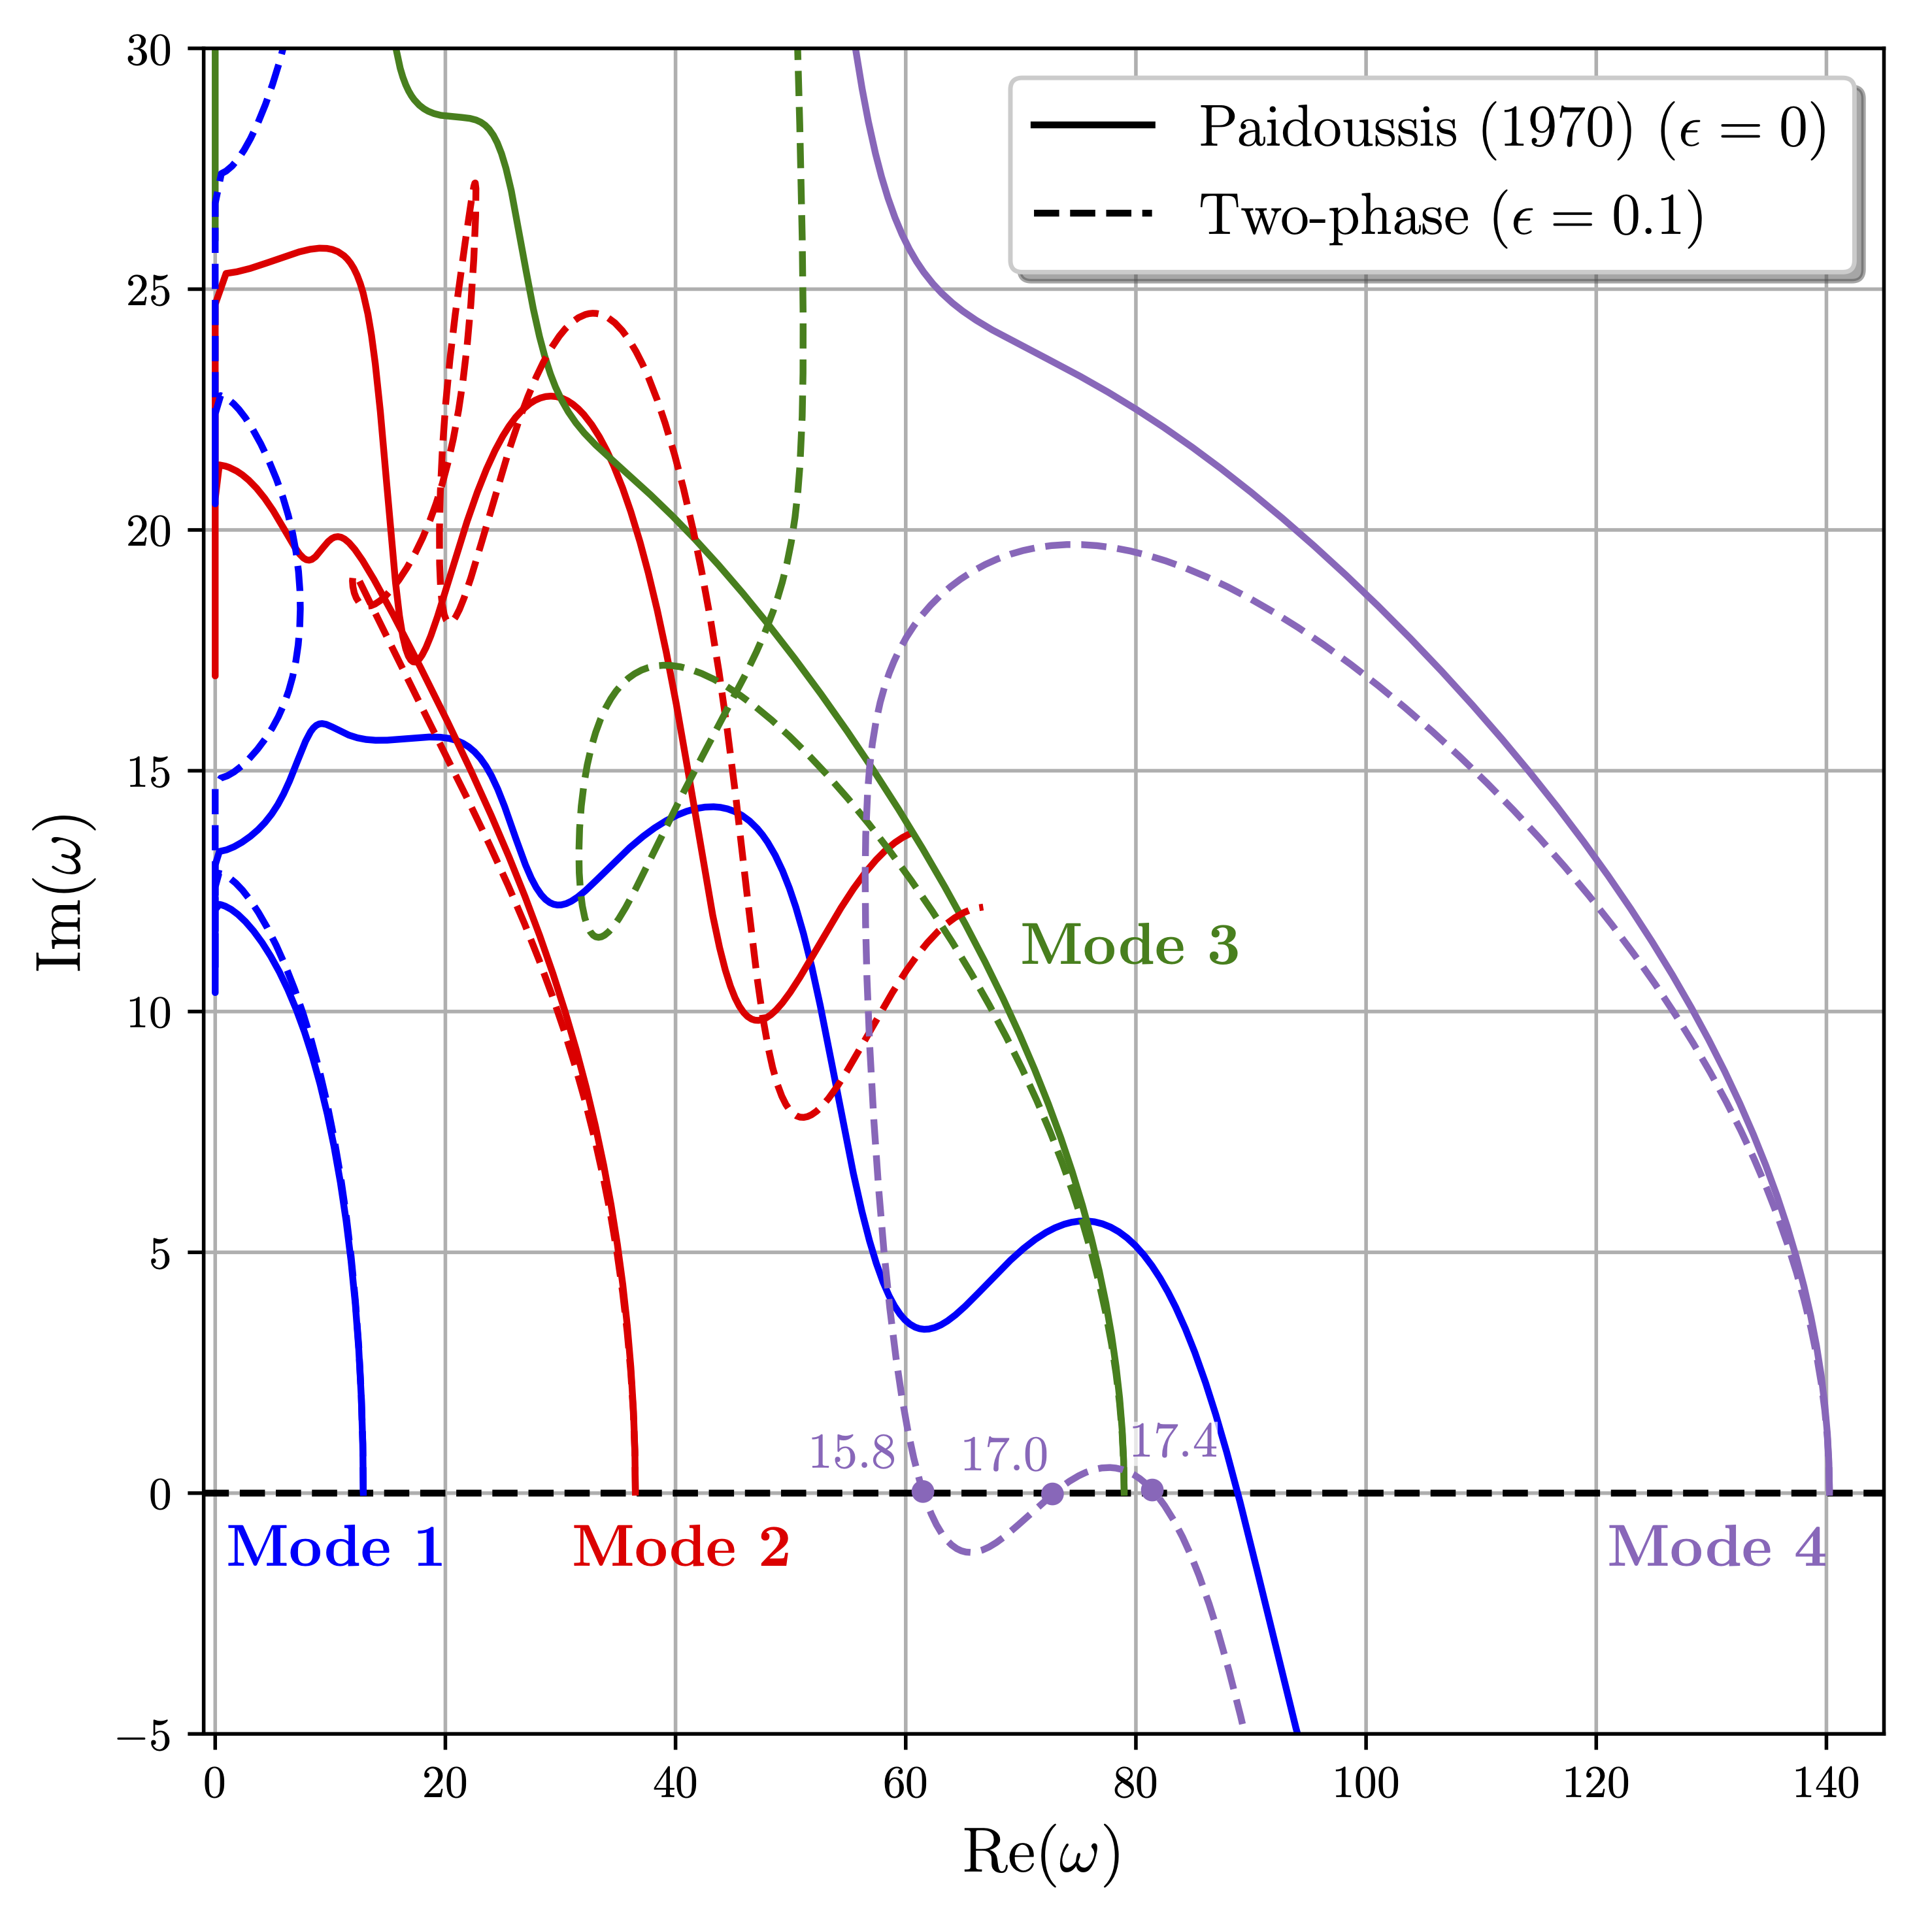 30
25
20
15
10
5
0
−5
Im(ω)
Paidoussis (1970) (ϵ = 0)
Two-phase (ϵ = 0.1)
Mode 3
15.8
17.0
17.4
Mode 1
Mode 2
Mode 4
0
20
40
60
80
100
120
140
Re(ω)